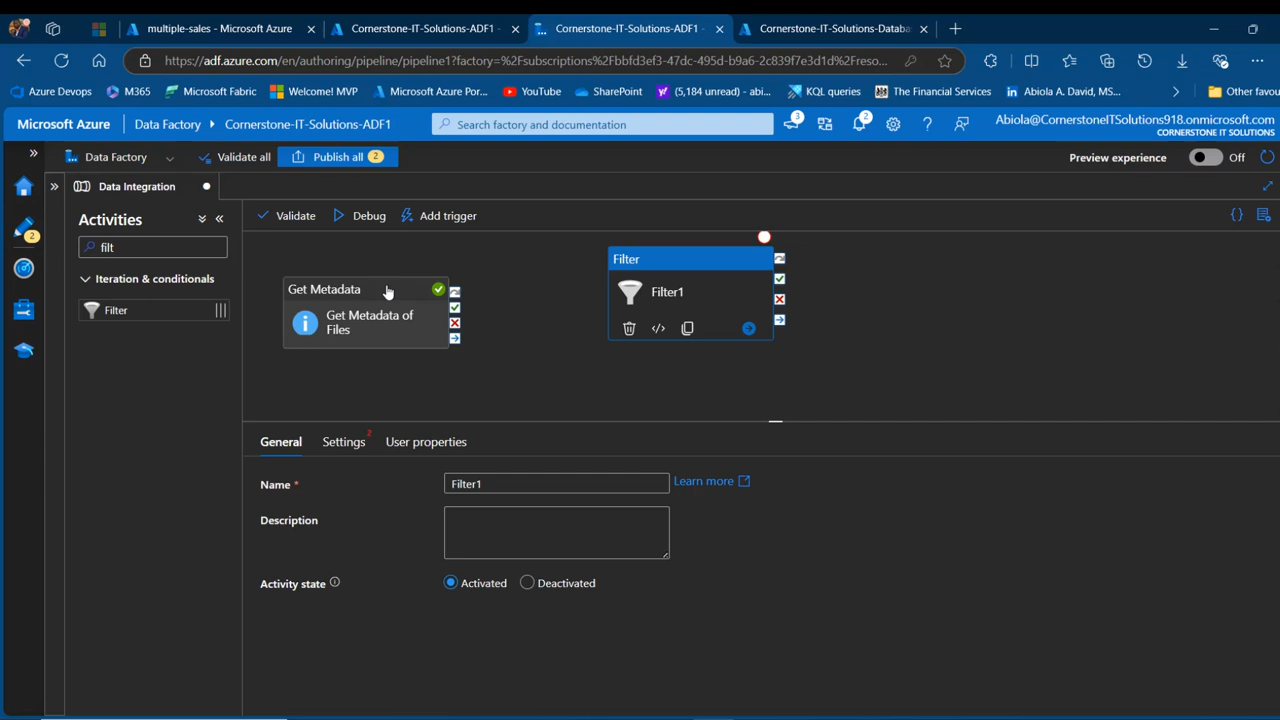 multiple-sales - Microsoft Azure
Cornerstone-IT-Solutions-ADF1 -
Cornerstone-IT-Solutions-ADF1 -
Cornerstone-IT-Solutions-Databa
https://adf.azure.com/en/authoring/pipeline/pipeline1?factory=%2Fsubscriptions%2Fbbfd3ef3-47dc-495d-b9a6-2c839f7e3d1d%2Freso...
Azure Devops
M365
Microsoft Fabric
Welcome! MVP
Microsoft Azure Por...
YouTube
SharePoint
(5,184 unread) - abi...
KQL queries
The Financial Services
Abiola A. David, MS...
Other favou
Microsoft Azure
Data Factory
Cornerstone-IT-Solutions-ADF1
Search factory and documentation
3
2
Abiola@CornerstoneITSolutions918.onmicrosoft.com
CORNERSTONE IT SOLUTIONS
Data Factory
Validate all
Publish all 2
Preview experience
Off
Data Integration
Activities
filt
Iteration & conditionals
Filter
2
Validate
Debug
Add trigger
Get Metadata
Get Metadata of
Files
Filter
Filter1
General
Settings 2
User properties
Name *
Filter1
Learn more
Description
Activity state
Activated
Deactivated